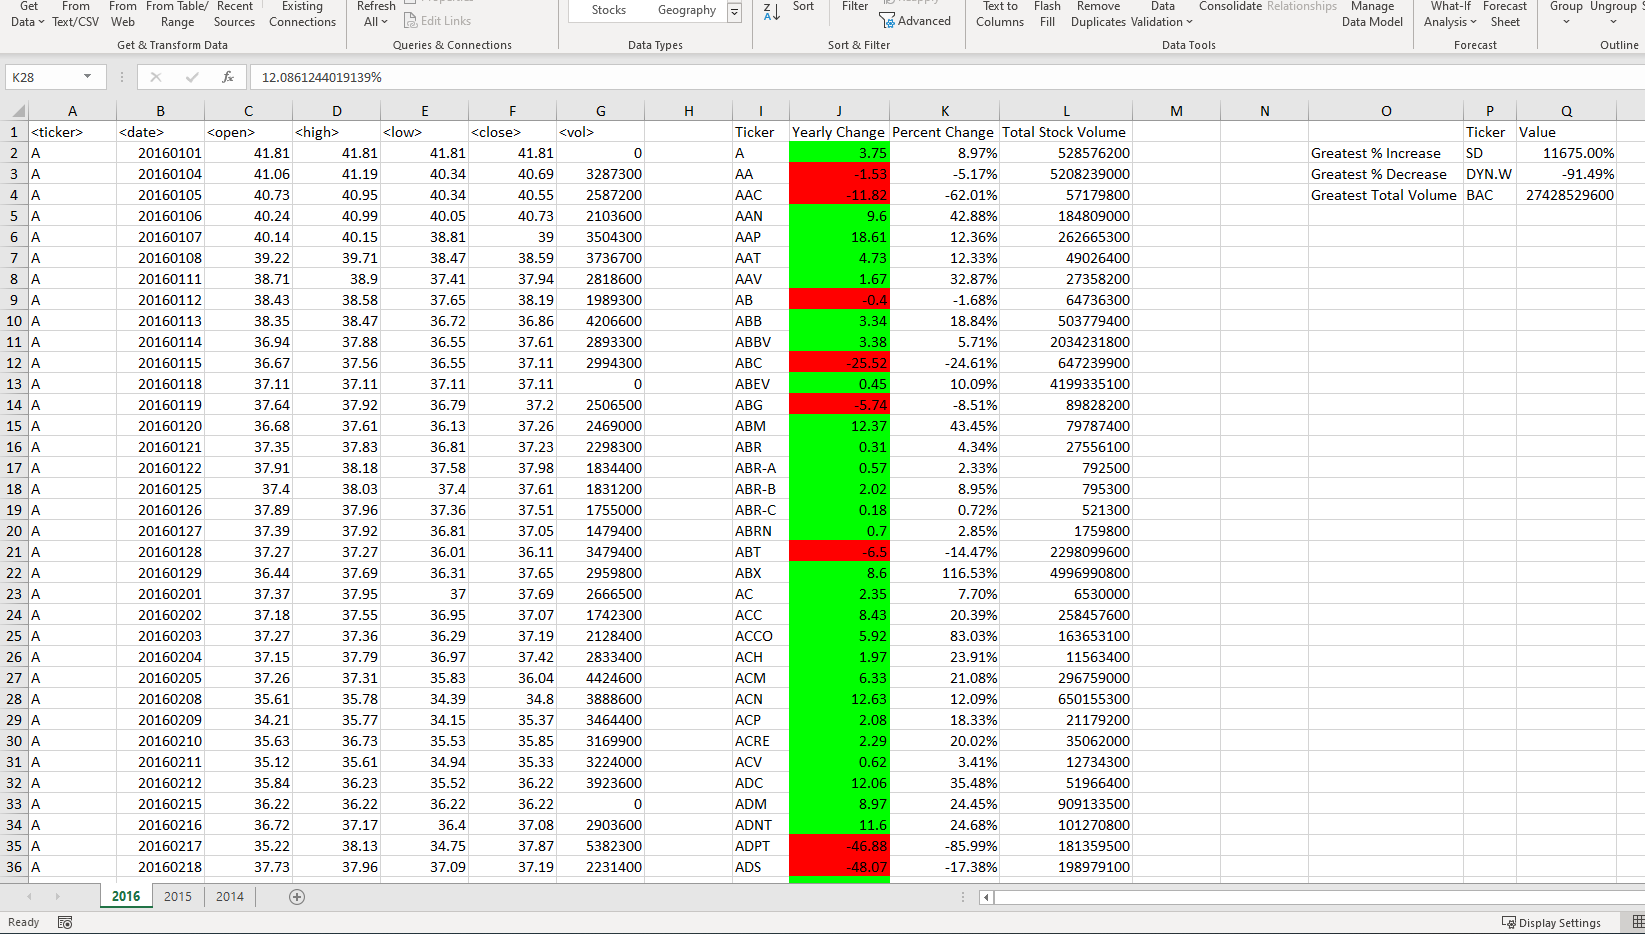 Get Data From Text/CSV From Web From Table/ Range Recent Sources Existing Connections Refresh All Edit Links Stocks Geography Sort Filter Reapply Advanced Text to Columns Flash Fill Remove Duplicates Data Validation Consolidate Relationships Manage Data Model What-If Analysis Forecast Sheet Group Ungroup
Get & Transform Data Queries & Connections Data Types Sort & Filter Data Tools Forecast Outline
K28 fx 12.0861244019139%
A B C D E F G H I J K L M N O P Q
1 <ticker> <date> <open> <high> <low> <close> <vol> Ticker Yearly Change Percent Change Total Stock Volume Ticker Value
2 A 20160101 41.81 41.81 41.81 41.81 0 A 3.75 8.97% 528576200 Greatest % Increase SD 11675.00%
3 A 20160104 41.06 41.19 40.34 40.69 3287300 AA -1.53 -5.17% 5208239000 Greatest % Decrease DYN.W -91.49%
4 A 20160105 40.73 40.95 40.34 40.55 2587200 AAC -11.82 -62.01% 57179800 Greatest Total Volume BAC 27428529600
5 A 20160106 40.24 40.99 40.05 40.73 2103600 AAN 9.6 42.88% 184809000
6 A 20160107 40.14 40.15 38.81 39 3504300 AAP 18.61 12.36% 262665300
7 A 20160108 39.22 39.71 38.47 38.59 3736700 AAT 4.73 12.33% 49026400
8 A 20160111 38.71 38.9 37.41 37.94 2818600 AAV 1.67 32.87% 27358200
9 A 20160112 38.43 38.58 37.65 38.19 1989300 AB -0.4 -1.68% 64736300
10 A 20160113 38.35 38.47 36.72 36.86 4206600 ABB 3.34 18.84% 503779400
11 A 20160114 36.94 37.88 36.55 37.61 2893300 ABBV 3.38 5.71% 2034231800
12 A 20160115 36.67 37.56 36.55 37.11 2994300 ABC -25.52 -24.61% 647239900
13 A 20160118 37.11 37.11 37.11 37.11 0 ABEV 0.45 10.09% 4199335100
14 A 20160119 37.64 37.92 36.79 37.2 2506500 ABG -5.74 -8.51% 89828200
15 A 20160120 36.68 37.61 36.13 37.26 2469000 ABM 12.37 43.45% 79787400
16 A 20160121 37.35 37.83 36.81 37.23 2298300 ABR 0.31 4.34% 27556100
17 A 20160122 37.91 38.18 37.58 37.98 1834400 ABR-A 0.57 2.33% 792500
18 A 20160125 37.4 38.03 37.4 37.61 1831200 ABR-B 2.02 8.95% 795300
19 A 20160126 37.89 37.96 37.36 37.51 1755000 ABR-C 0.18 0.72% 521300
20 A 20160127 37.39 37.92 36.81 37.05 1479400 ABRN 0.7 2.85% 1759800
21 A 20160128 37.27 37.27 36.01 36.11 3479400 ABT -6.5 -14.47% 2298099600
22 A 20160129 36.44 37.69 36.31 37.65 2959800 ABX 8.6 116.53% 4996990800
23 A 20160201 37.37 37.95 37 37.69 2666500 AC 2.35 7.70% 6530000
24 A 20160202 37.18 37.55 36.95 37.07 1742300 ACC 8.43 20.39% 258457600
25 A 20160203 37.27 37.36 36.29 37.19 2128400 ACCO 5.92 83.03% 163653100
26 A 20160204 37.15 37.79 36.97 37.42 2833400 ACH 1.97 23.91% 11563400
27 A 20160205 37.26 37.31 35.83 36.04 4424600 ACM 6.33 21.08% 296759000
28 A 20160208 35.61 35.78 34.39 34.8 3888600 ACN 12.63 12.09% 650155300
29 A 20160209 34.21 35.77 34.15 35.37 3464400 ACP 2.08 18.33% 21179200
30 A 20160210 35.63 36.73 35.53 35.85 3169900 ACRE 2.29 20.02% 35062000
31 A 20160211 35.12 35.61 34.94 35.33 3224000 ACV 0.62 3.41% 12734300
32 A 20160212 35.84 36.23 35.52 36.22 3923600 ADC 12.06 35.48% 51966400
33 A 20160215 36.22 36.22 36.22 36.22 0 ADM 8.97 24.45% 909133500
34 A 20160216 36.72 37.17 36.4 37.08 2903600 ADNT 11.6 24.68% 101270800
35 A 20160217 35.22 38.13 34.75 37.87 5382300 ADPT -46.88 -85.99% 181359500
36 A 20160218 37.73 37.96 37.09 37.19 2231400 ADS -48.07 -17.38% 198979100
2016 2015 2014
Ready Display Settings